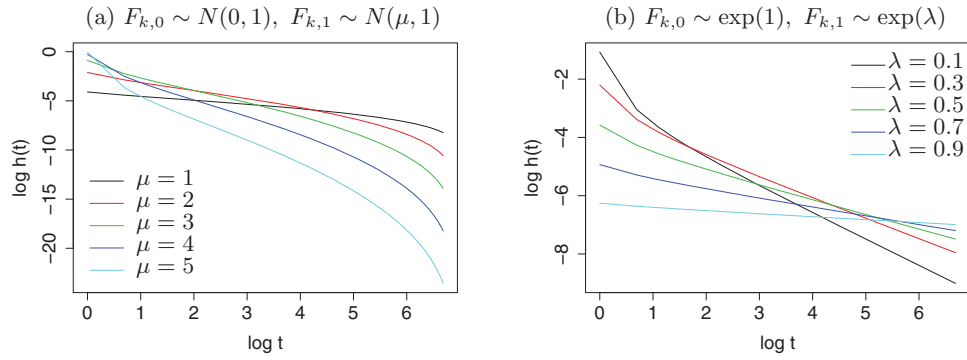 (a) F_{k,0} ∼ N(0, 1), F_{k,1} ∼ N(μ, 1)
log h(t)
0
−5
−10
−15
−20
μ = 1
μ = 2
μ = 3
μ = 4
μ = 5
0 1 2 3 4 5 6
log t
(b) F_{k,0} ∼ exp(1), F_{k,1} ∼ exp(λ)
log h(t)
−2
−4
−6
−8
λ = 0.1
λ = 0.3
λ = 0.5
λ = 0.7
λ = 0.9
0 1 2 3 4 5 6
log t